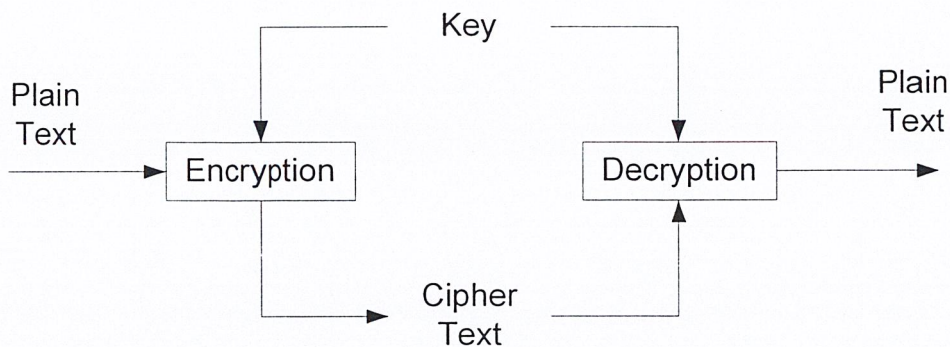 Key
Plain
Text
Encryption
Decryption
Plain
Text
Cipher
Text